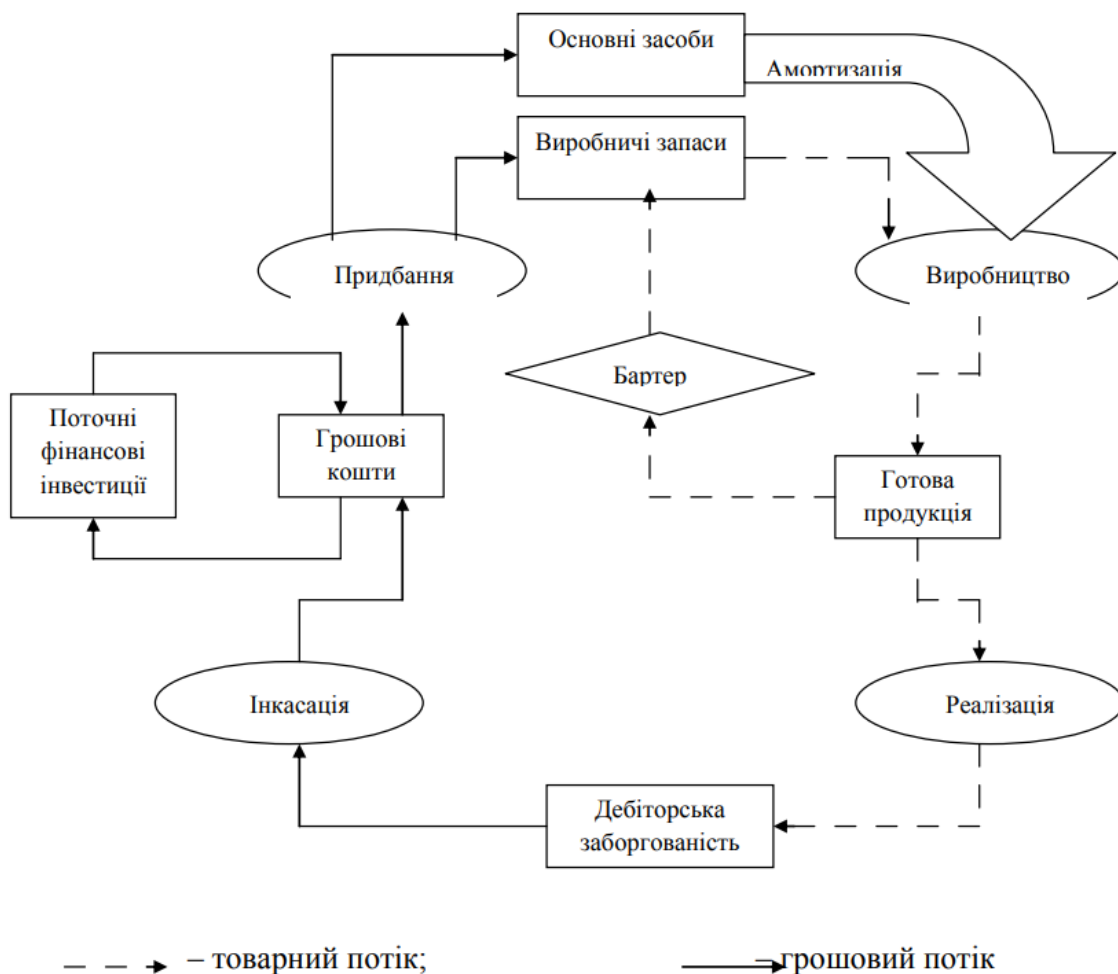 Основні засоби
Амортизація
Виробничі запаси
Придбання
Виробництво
Бартер
Поточні
фінансові
інвестиції
Грошові
кошти
Готова
продукція
Інкасація
Реалізація
Дебіторська
заборгованість
– товарний потік;
– грошовий потік